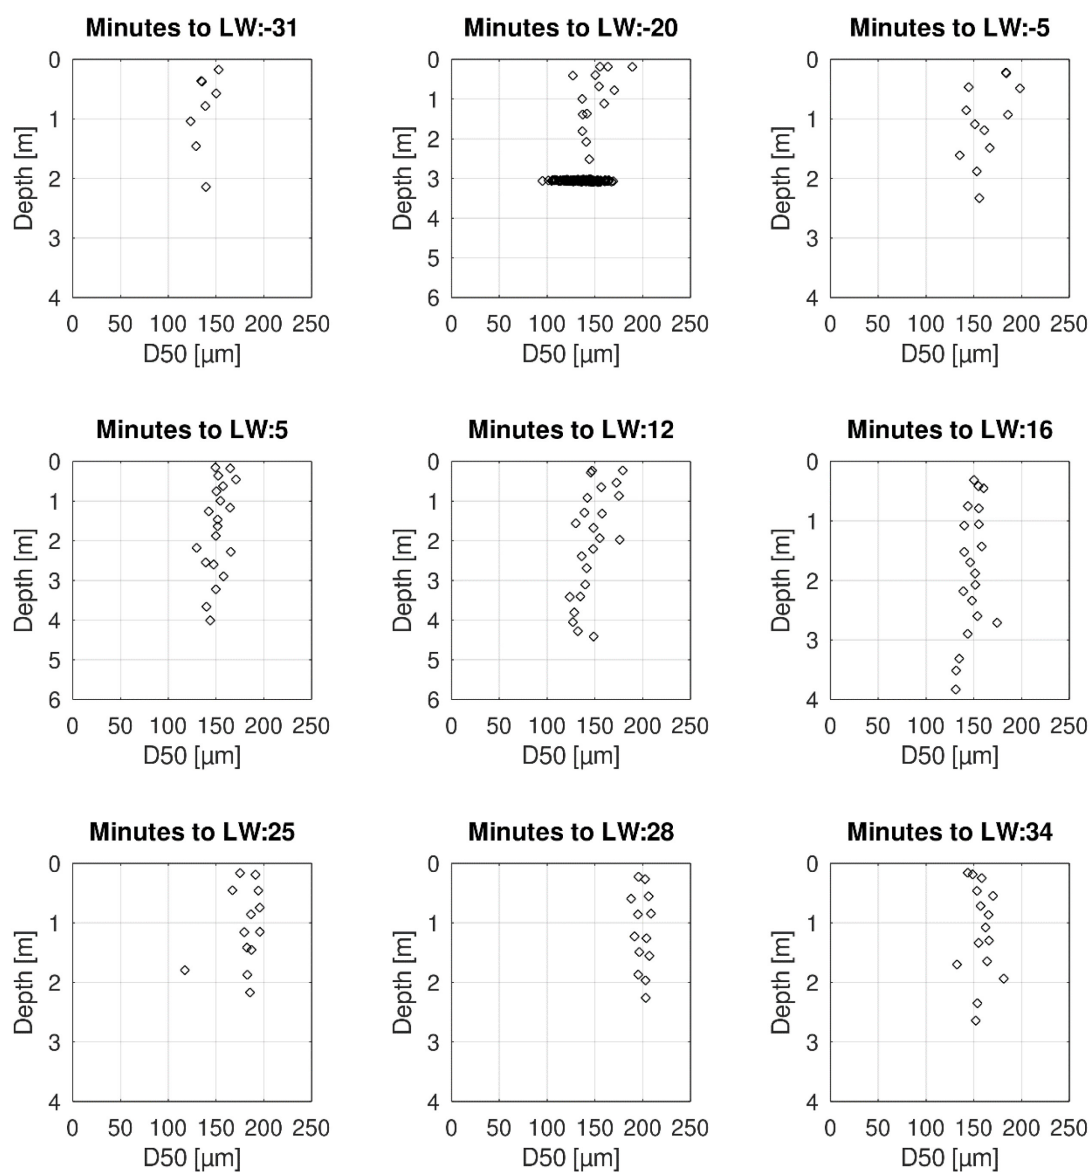 Minutes to LW:-31
Minutes to LW:-20
Minutes to LW:-5
0
1
2
3
4
Depth [m]
0 50 100 150 200 250
D50 [µm]
0
1
2
3
4
5
6
Depth [m]
0 50 100 150 200 250
D50 [µm]
0
1
2
3
4
Depth [m]
0 50 100 150 200 250
D50 [µm]
Minutes to LW:5
Minutes to LW:12
Minutes to LW:16
0
1
2
3
4
5
6
Depth [m]
0 50 100 150 200 250
D50 [µm]
0
1
2
3
4
5
6
Depth [m]
0 50 100 150 200 250
D50 [µm]
0
1
2
3
4
Depth [m]
0 50 100 150 200 250
D50 [µm]
Minutes to LW:25
Minutes to LW:28
Minutes to LW:34
0
1
2
3
4
Depth [m]
0 50 100 150 200 250
D50 [µm]
0
1
2
3
4
Depth [m]
0 50 100 150 200 250
D50 [µm]
0
1
2
3
4
Depth [m]
0 50 100 150 200 250
D50 [µm]